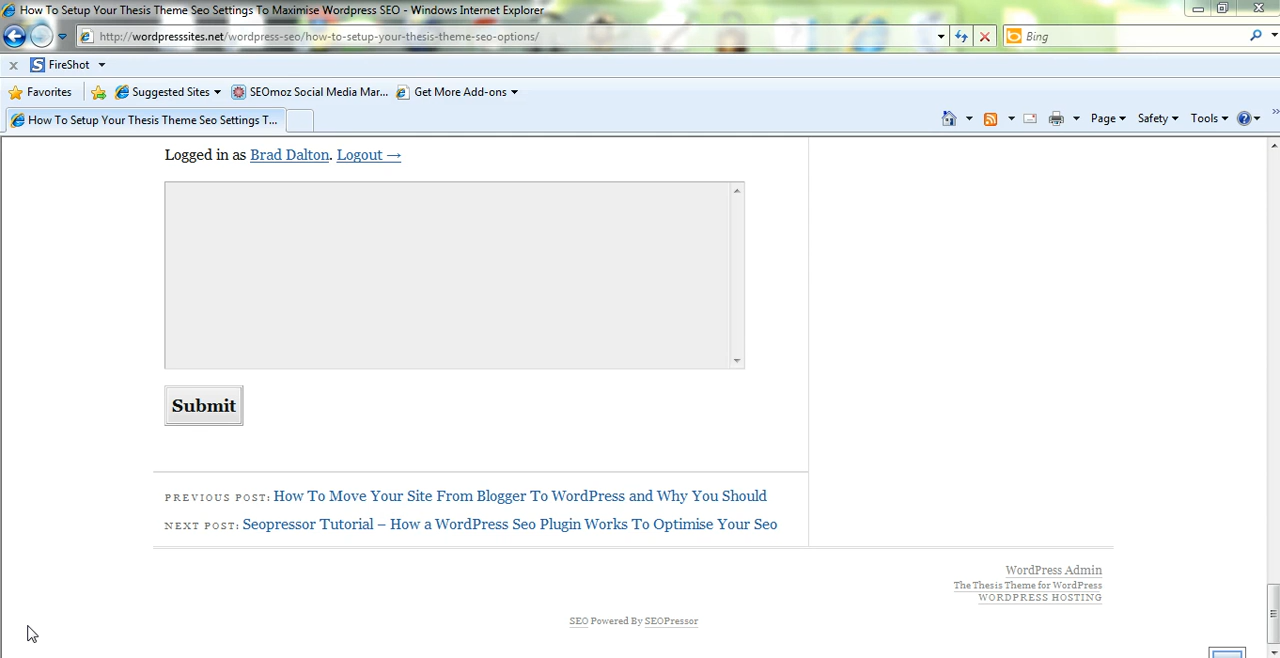 How To Setup Your Thesis Theme Seo Settings To Maximise Wordpress SEO - Windows Internet Explorer
http://wordpresssites.net/wordpress-seo/how-to-setup-your-thesis-theme-seo-options/
Bing
x FireShot
Favorites Suggested Sites SEOmoz Social Media Mar... Get More Add-ons
How To Setup Your Thesis Theme Seo Settings T... Page Safety Tools
Logged in as Brad Dalton. Logout →
Submit
PREVIOUS POST: How To Move Your Site From Blogger To WordPress and Why You Should
NEXT POST: Seopressor Tutorial – How a WordPress Seo Plugin Works To Optimise Your Seo
WordPress Admin
The Thesis Theme for WordPress
WORDPRESS HOSTING
SEO Powered By SEOPressor